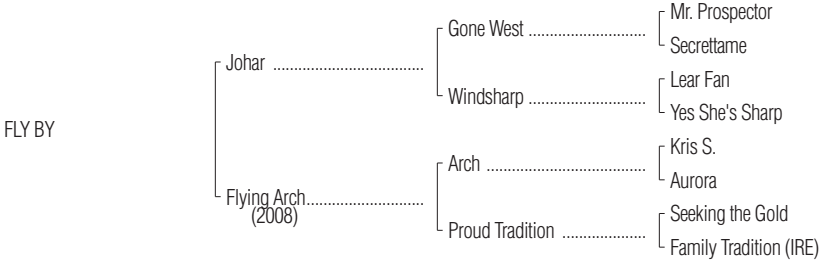 Mr. Prospector
Gone West ............................
Secrettame
Johar ....................................
Lear Fan
Windsharp ............................
Yes She's Sharp
FLY BY
Kris S.
Arch ......................................
Aurora
Flying Arch............................
(2008)
Seeking the Gold
Proud Tradition ....................
Family Tradition (IRE)